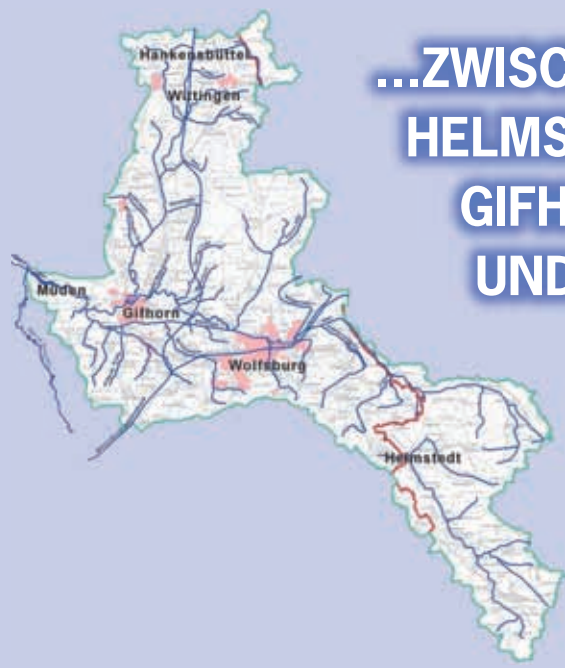 ...ZWISC
HELMS
GIFH
UND
Hankensbüttel
Wittingen
Müden
Gifhorn
Wolfsburg
Helmstedt